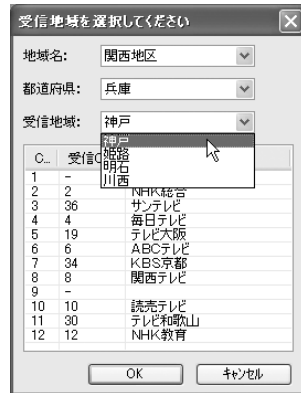 受信地域を選択してください
地域名: 関西地区
都道府県: 兵庫
受信地域: 神戸
神戸
姫路
明石
川西
C... 受信C
1 -
2 2 NHK総合
3 36 サンテレビ
4 4 毎日テレビ
5 19 テレビ大阪
6 6 ABCテレビ
7 34 KBS京都
8 8 関西テレビ
9 -
10 10 読売テレビ
11 30 テレビ和歌山
12 12 NHK教育
OK キャンセル